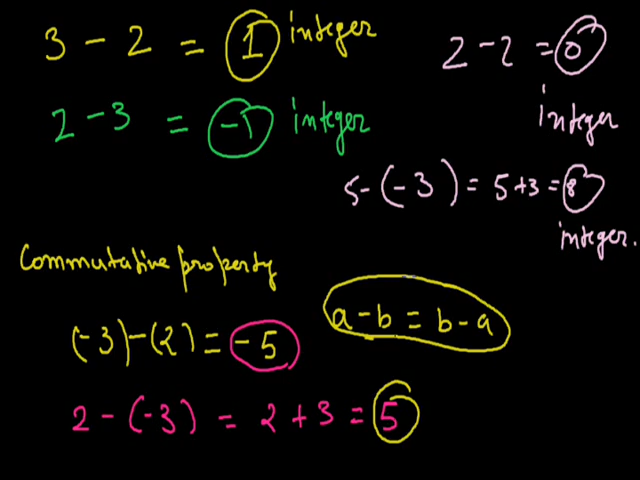 3 - 2 = 1 integer
2 - 2 = 0
integer
2 - 3 = -1 integer
5 - (-3) = 5 + 3 = 8
integer.
Commutative property
(-3) - (2) = -5
a - b = b - a
2 - (-3) = 2 + 3 = 5